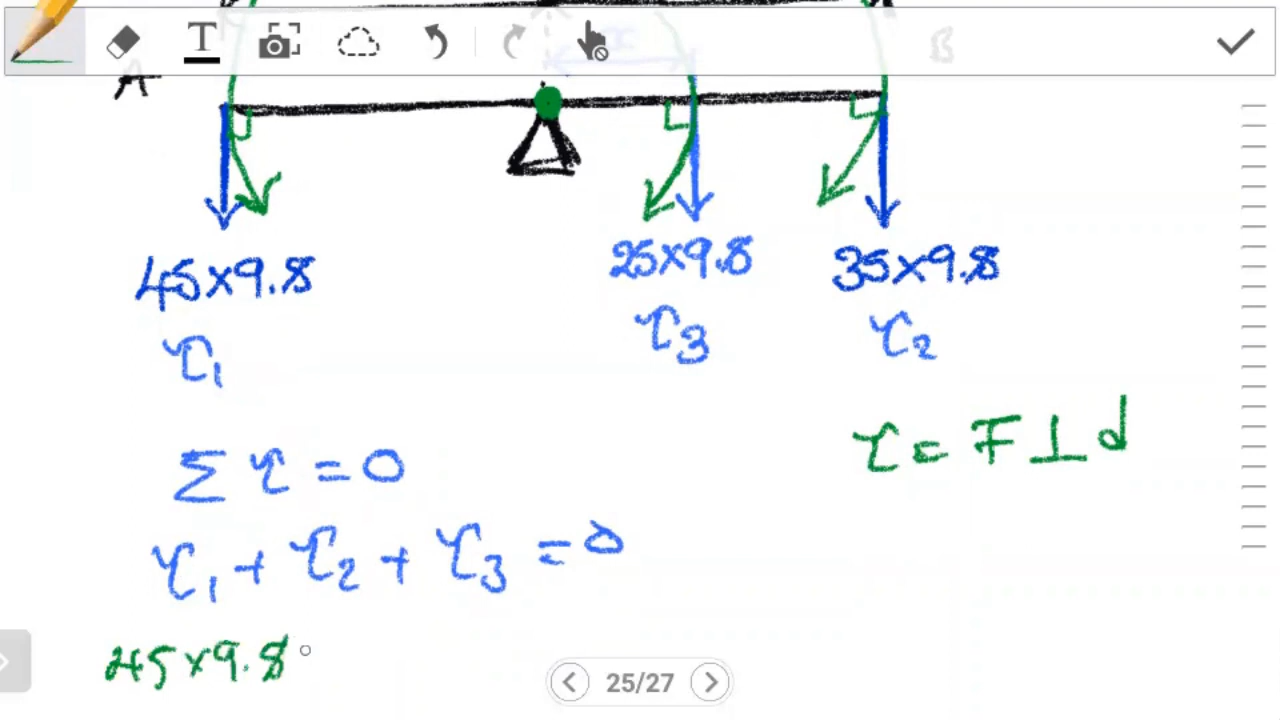 T
x
B
A
45×9.8
25×9.8
35×9.8
τ1
τ3
τ2
τ = F⊥d
Σ τ = 0
τ1 + τ2 + τ3 = 0
45×9.8
25/27